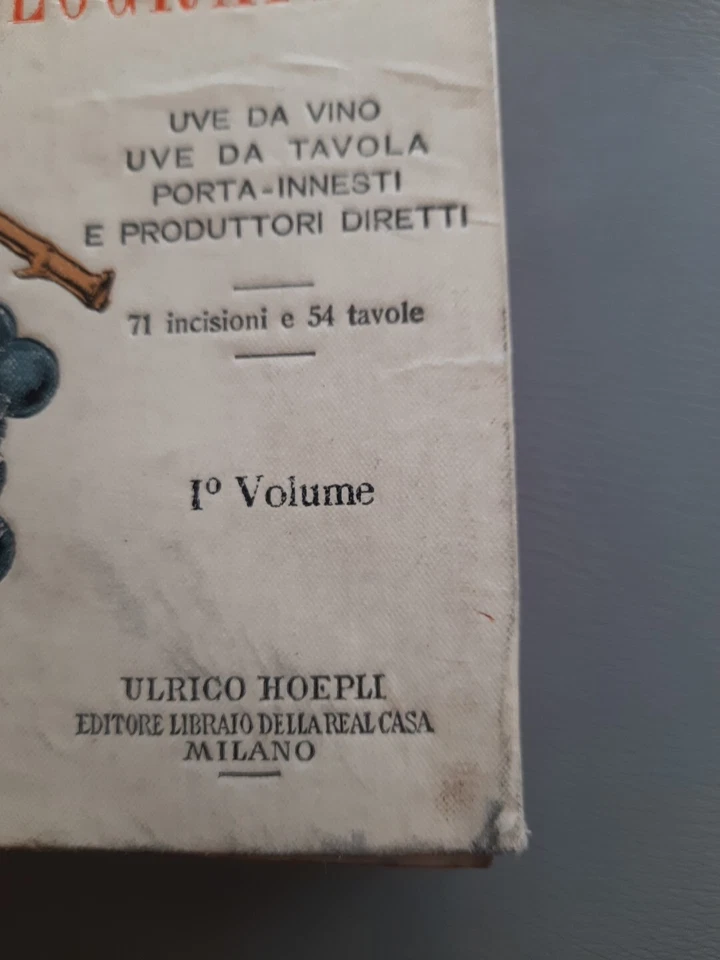 UVE DA VINO
UVE DA TAVOLA
PORTA-INNESTI
E PRODUTTORI DIRETTI
71 incisioni e 54 tavole
Iº Volume
ULRICO HOEPLI
EDITORE LIBRAIO DELLA REAL CASA
MILANO